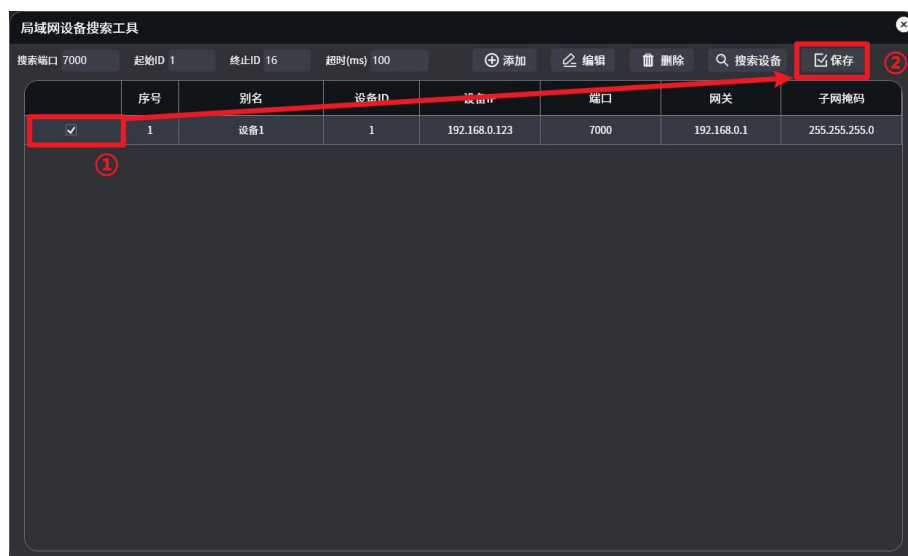 局域网设备搜索工具
搜索端口 7000 起始ID 1 终止ID 16 超时(ms) 100 添加 编辑 删除 搜索设备 保存 ②
序号 别名 设备ID 设备IP 端口 网关 子网掩码
1 设备1 1 192.168.0.123 7000 192.168.0.1 255.255.255.0
①